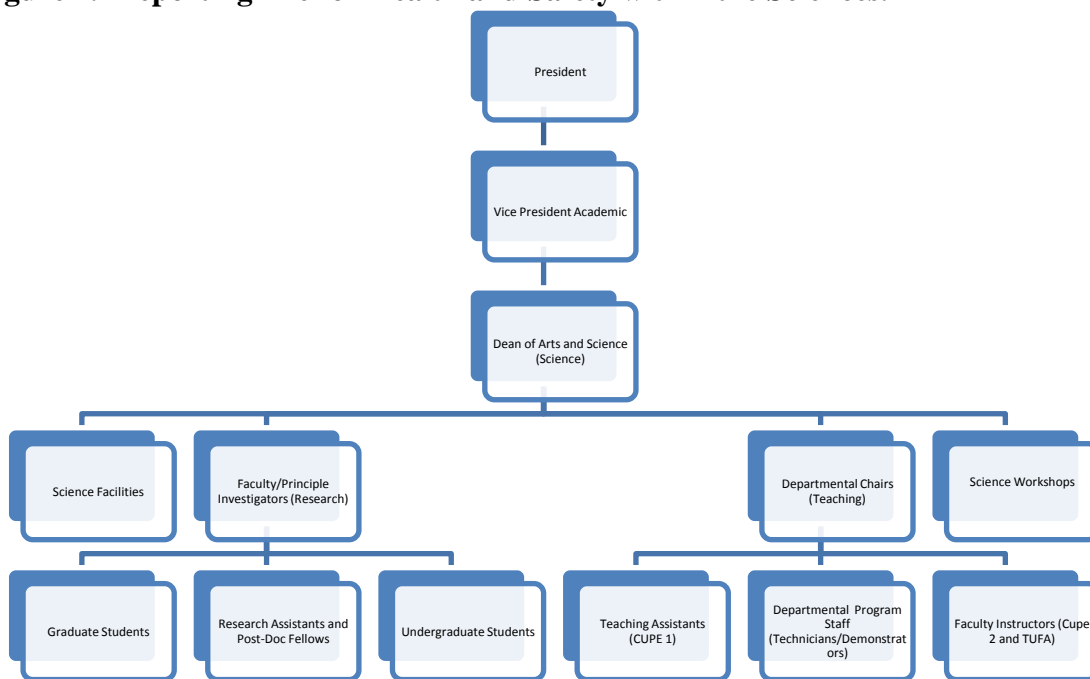 President
Vice President Academic
Dean of Arts and Science
(Science)
Science Facilities
Faculty/Principle
Investigators (Research)
Departmental Chairs
(Teaching)
Science Workshops
Graduate Students
Research Assistants and
Post-Doc Fellows
Undergraduate Students
Teaching Assistants
(CUPE 1)
Departmental Program
Staff
(Technicians/Demonstrat
ors)
Faculty Instructors (Cupe
2 and TUFA)